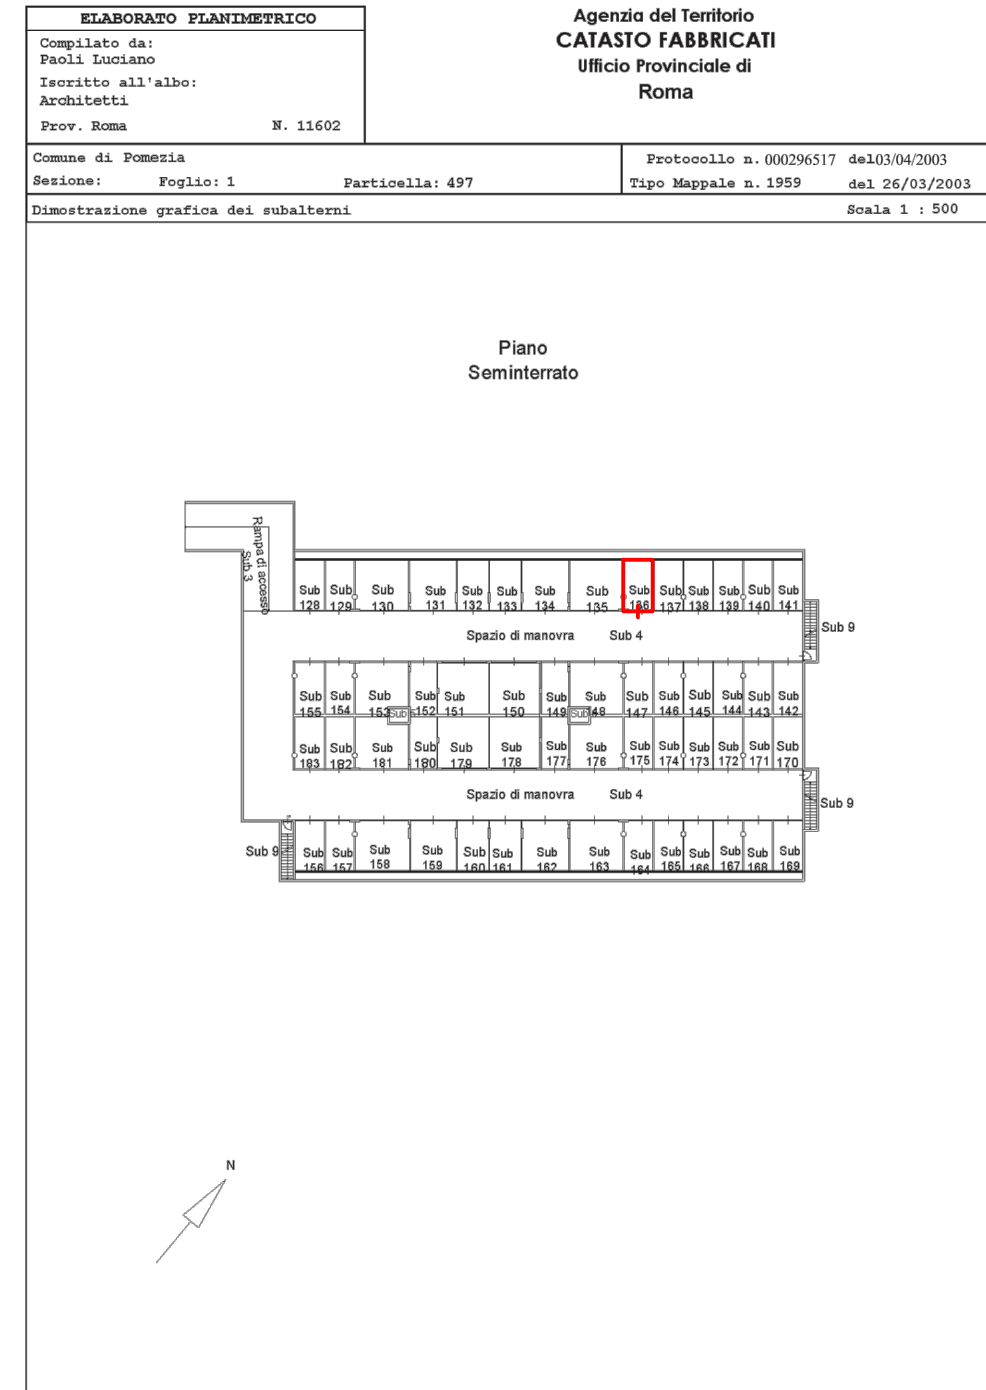 ELABORATO PLANIMETRICO
Compilato da:
Paoli Luciano
Iscritto all'albo:
Architetti
Prov. Roma N. 11602
Agenzia del Territorio
CATASTO FABBRICATI
Ufficio Provinciale di
Roma
Comune di Pomezia
Sezione: Foglio: 1 Particella: 497
Protocollo n. 000296517 del 03/04/2003
Tipo Mappale n. 1959 del 26/03/2003
Dimostrazione grafica dei subalterni Scala 1 : 500
Piano
Seminterrato
Rampa di accesso
Sub 3
Sub Sub Sub Sub Sub Sub Sub Sub Sub Sub Sub Sub Sub Sub
128 129 130 131 132 133 134 135 136 137 138 139 140 141
Spazio di manovra Sub 4
Sub 9
Sub Sub Sub Sub Sub Sub Sub Sub Sub Sub Sub Sub Sub Sub
155 154 153 Sub 152 151 150 149 Sub 148 147 146 145 144 143 142
Sub Sub Sub Sub Sub Sub Sub Sub Sub Sub Sub Sub Sub Sub
183 182 181 180 179 178 177 176 175 174 173 172 171 170
Spazio di manovra Sub 4
Sub 9
Sub 9
Sub Sub Sub Sub Sub Sub Sub Sub Sub Sub Sub Sub Sub Sub
156 157 158 159 160 161 162 163 164 165 166 167 168 169
N